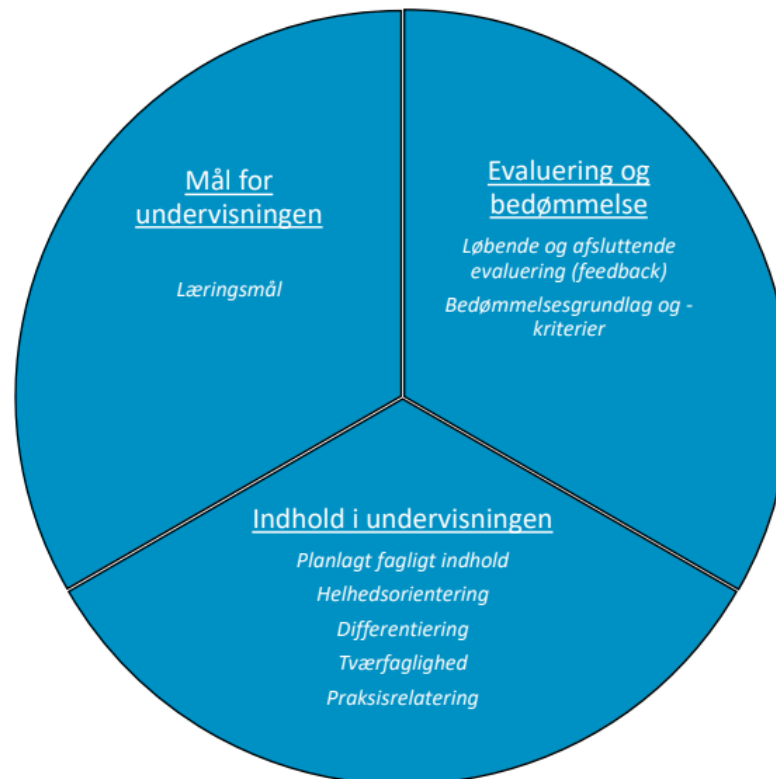 Mål for
undervisningen
Læringsmål
Evaluering og
bedømmelse
Løbende og afsluttende
evaluering (feedback)
Bedømmelsesgrundlag og -
kriterier
Indhold i undervisningen
Planlagt fagligt indhold
Helhedsorientering
Differentiering
Tværfaglighed
Praksisrelatering